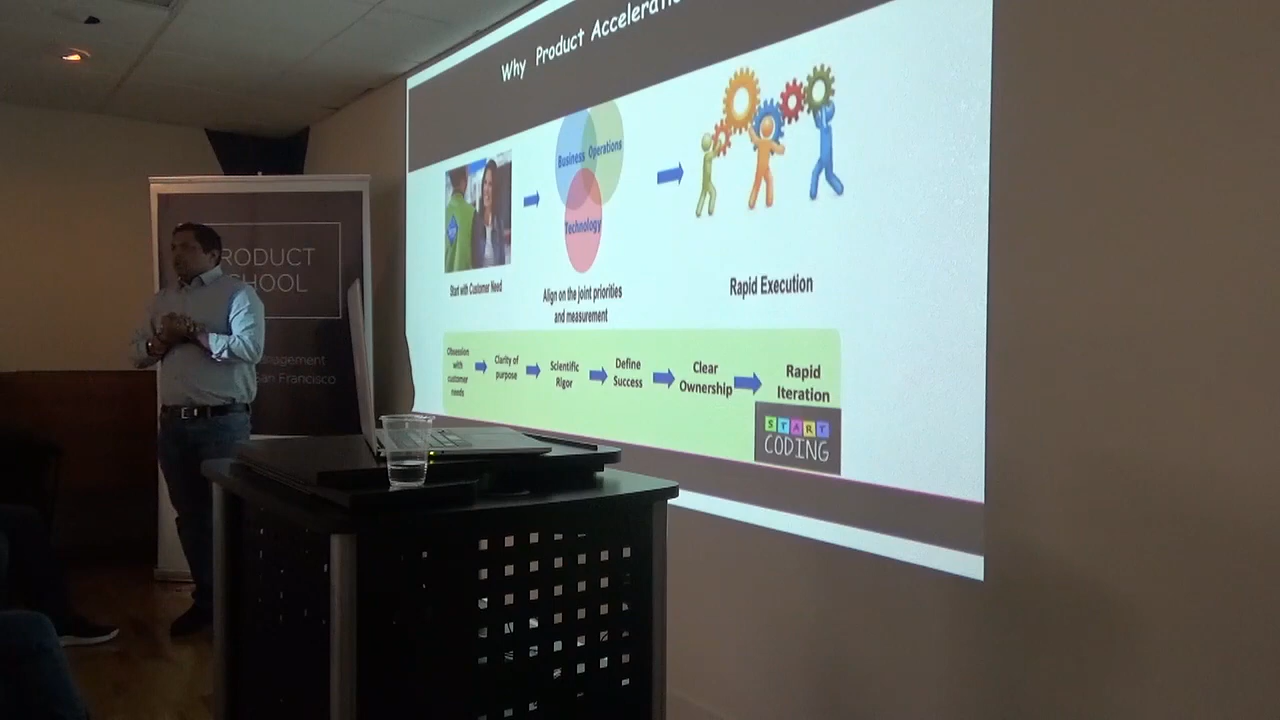 Why Product
Business Operations
Technology
Start with Customer Need
Align on the joint priorities
and measurement
Rapid Execution
Obsession
with
customer
needs
Clarity of
purpose
Scientific
Rigor
Define
Success
Clear
Ownership
Rapid
Iteration
START
CODING
RODUCT
CHOOL
agement
San Francisco